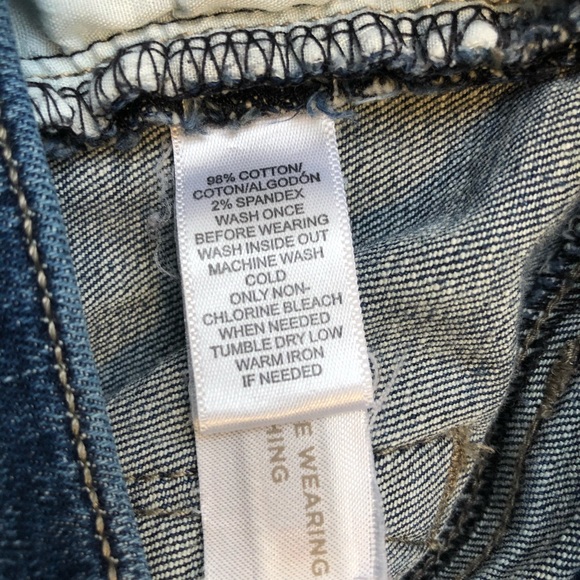 98% COTTON/
COTON/ALGODÓN
2% SPANDEX
WASH ONCE
BEFORE WEARING
WASH INSIDE OUT
MACHINE WASH
COLD
ONLY NON-
CHLORINE BLEACH
WHEN NEEDED
TUMBLE DRY LOW
WARM IRON
IF NEEDED
WEARING